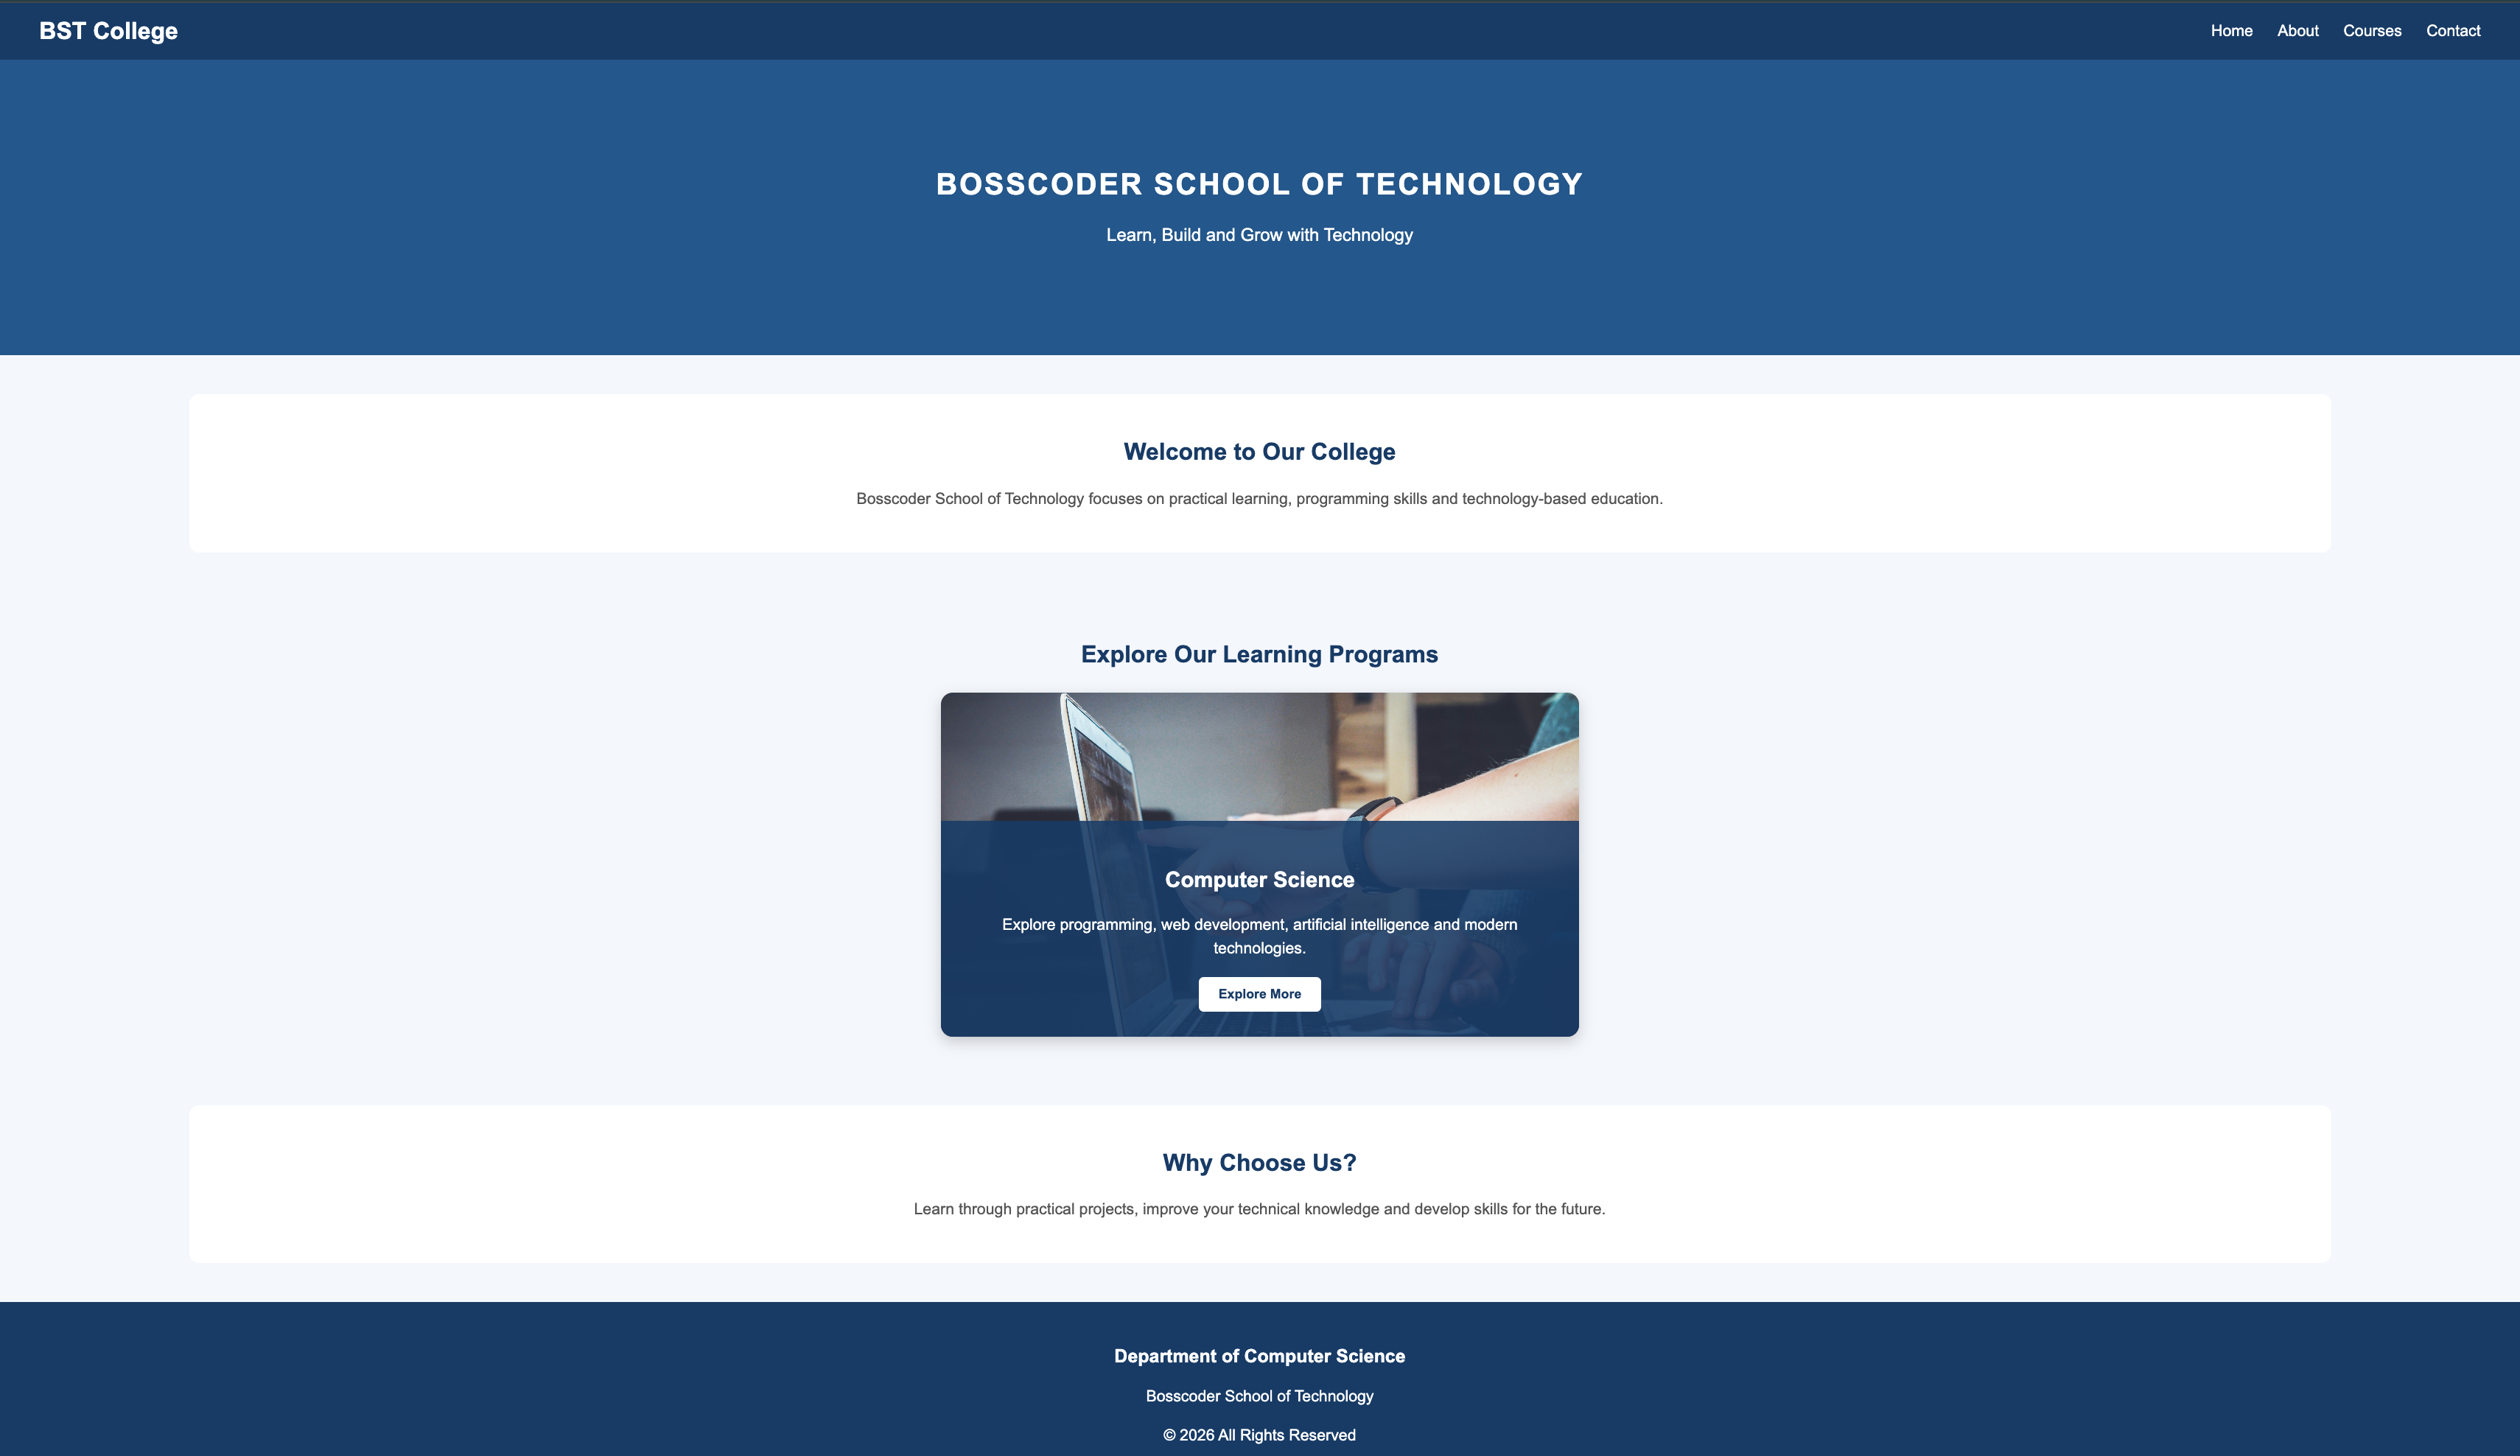 BST College
Home About Courses Contact
BOSSCODER SCHOOL OF TECHNOLOGY
Learn, Build and Grow with Technology
Welcome to Our College
Bosscoder School of Technology focuses on practical learning, programming skills and technology-based education.
Explore Our Learning Programs
Computer Science
Explore programming, web development, artificial intelligence and modern
technologies.
Explore More
Why Choose Us?
Learn through practical projects, improve your technical knowledge and develop skills for the future.
Department of Computer Science
Bosscoder School of Technology
© 2026 All Rights Reserved